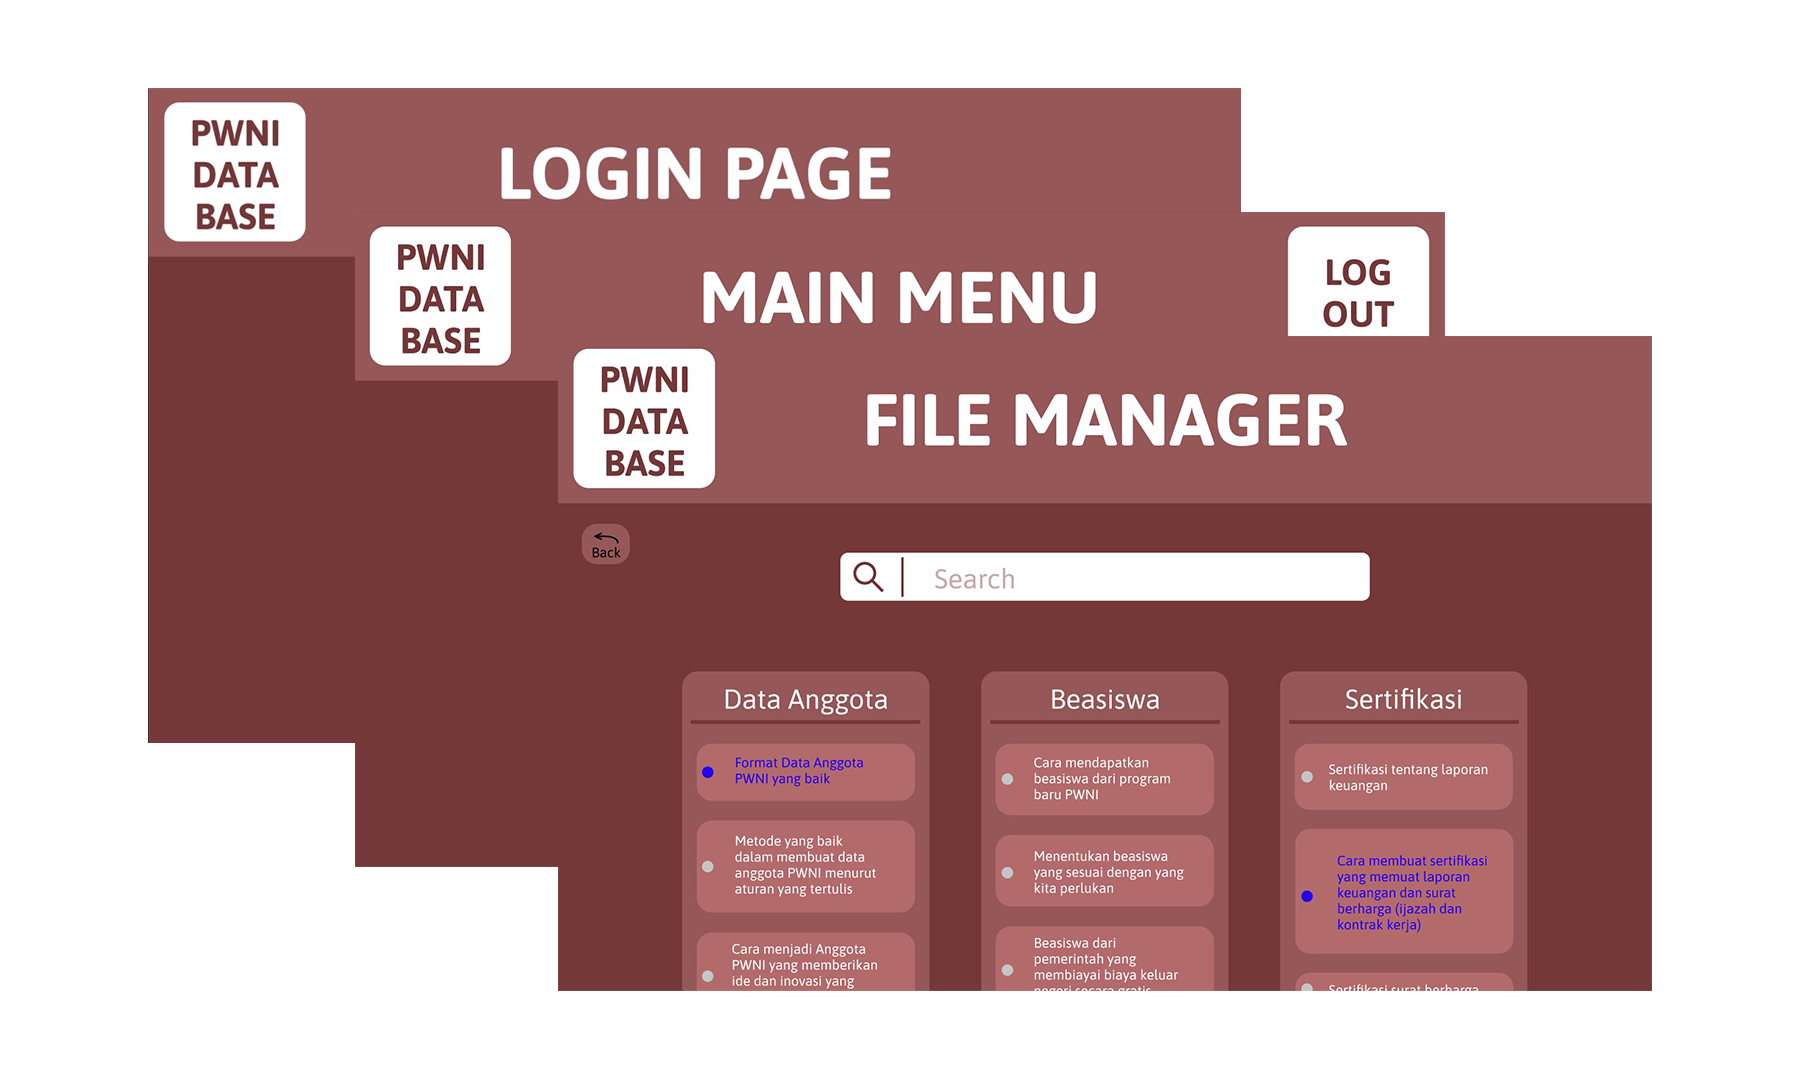 PWNI
DATA
BASE
LOGIN PAGE
PWNI
DATA
BASE
MAIN MENU
LOG
OUT
PWNI
DATA
BASE
FILE MANAGER
Back
Search
Data Anggota
Format Data Anggota
PWNI yang baik
Metode yang baik
dalam membuat data
anggota PWNI menurut
aturan yang tertulis
Cara menjadi Anggota
PWNI yang memberikan
ide dan inovasi yang
Beasiswa
Cara mendapatkan
beasiswa dari program
baru PWNI
Menentukan beasiswa
yang sesuai dengan yang
kita perlukan
Beasiswa dari
pemerintah yang
membiayai biaya keluar
negeri secara gratis
Sertifikasi
Sertifikasi tentang laporan
keuangan
Cara membuat sertifikasi
yang memuat laporan
keuangan dan surat
berharga (ijazah dan
kontrak kerja)
Sertifikasi surat berharga